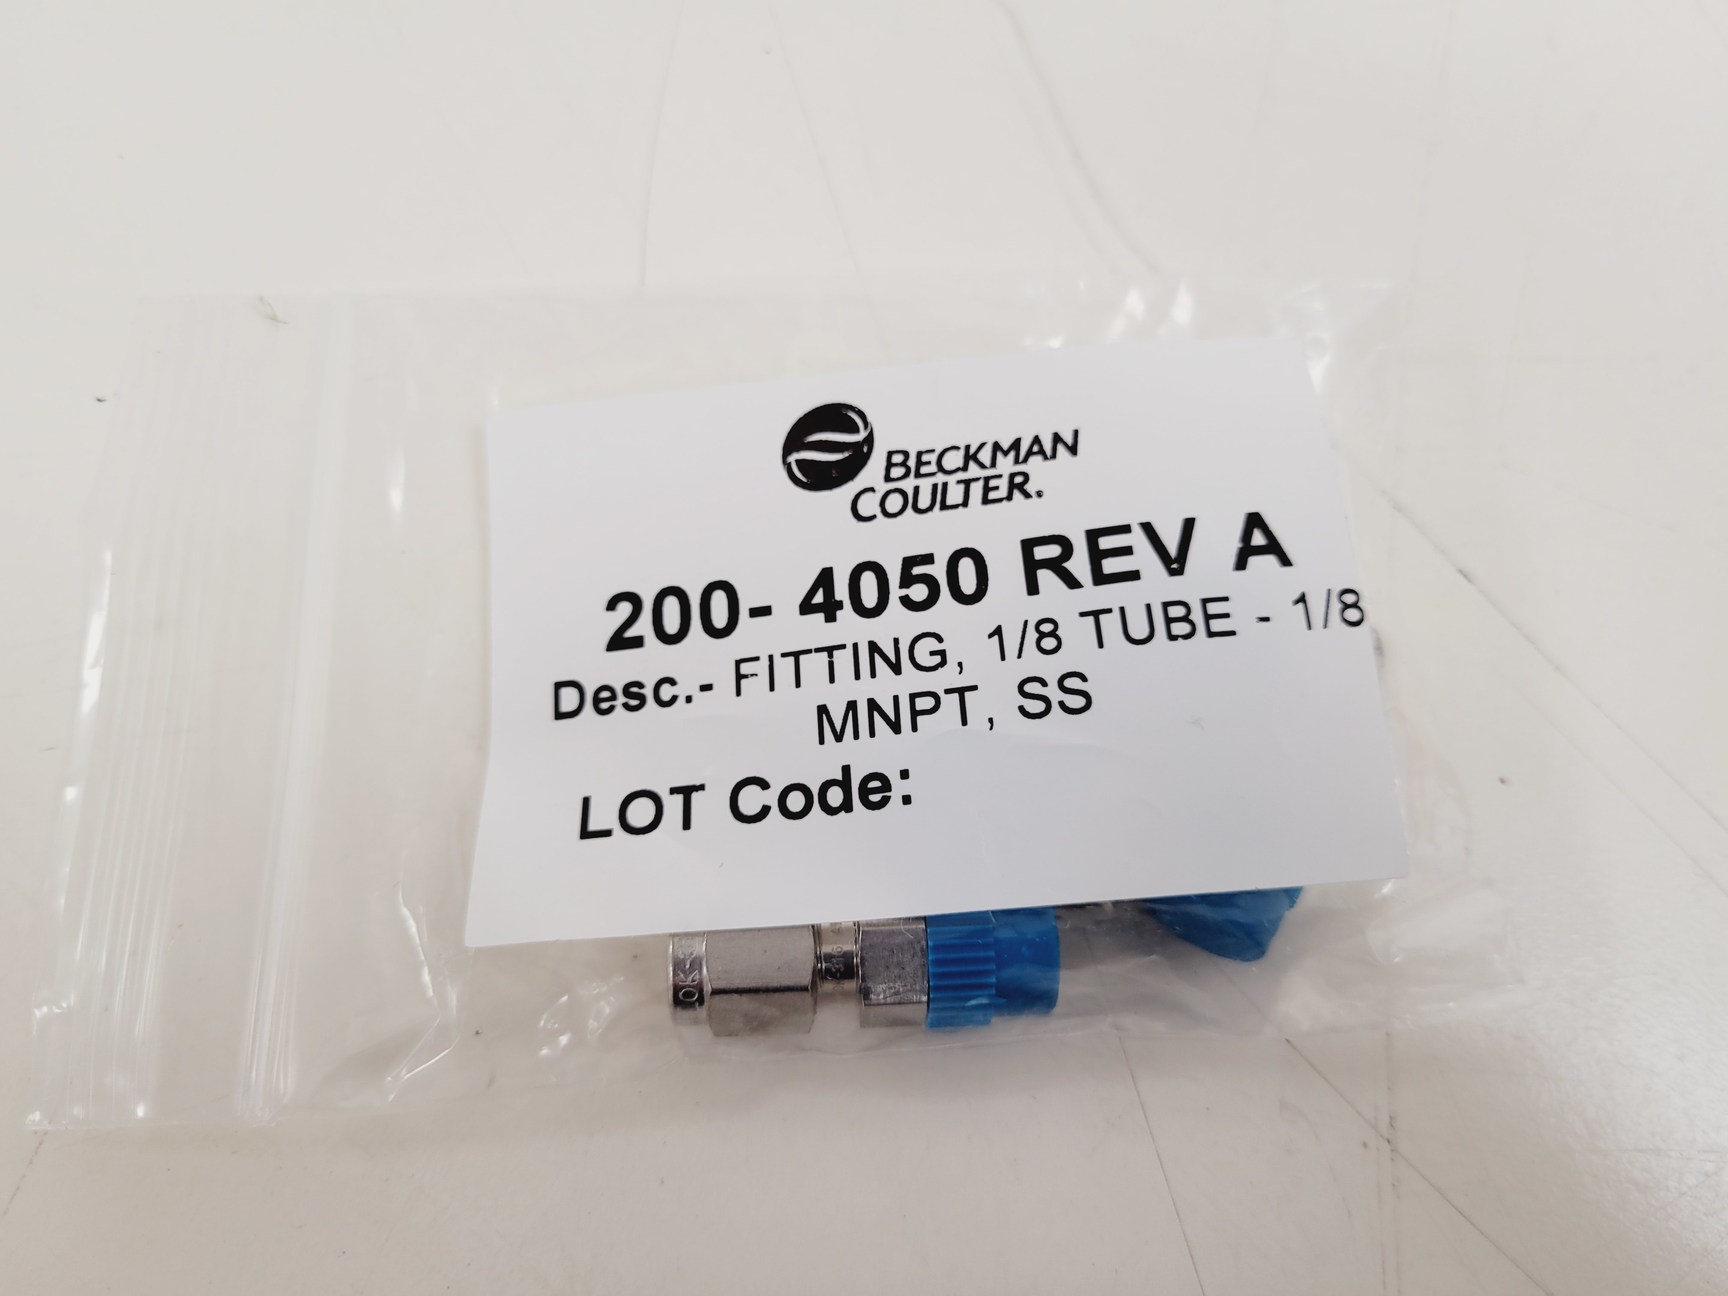 BECKMAN
COULTER.
200- 4050 REV A
Desc.- FITTING, 1/8 TUBE - 1/8
MNPT, SS
LOT Code: